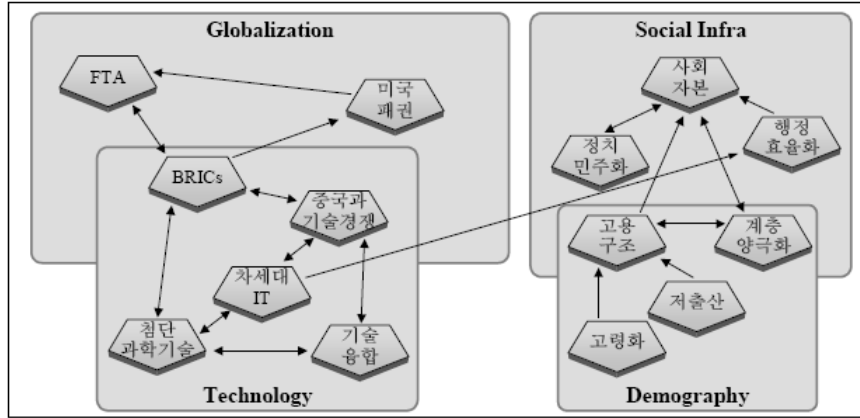 Globalization
FTA
미국
패권
BRICs
중국과
기술경쟁
차세대
IT
첨단
과학기술
기술
융합
Technology
Social Infra
사회
자본
정치
민주화
행정
효율화
고용
구조
계층
양극화
저출산
고령화
Demography